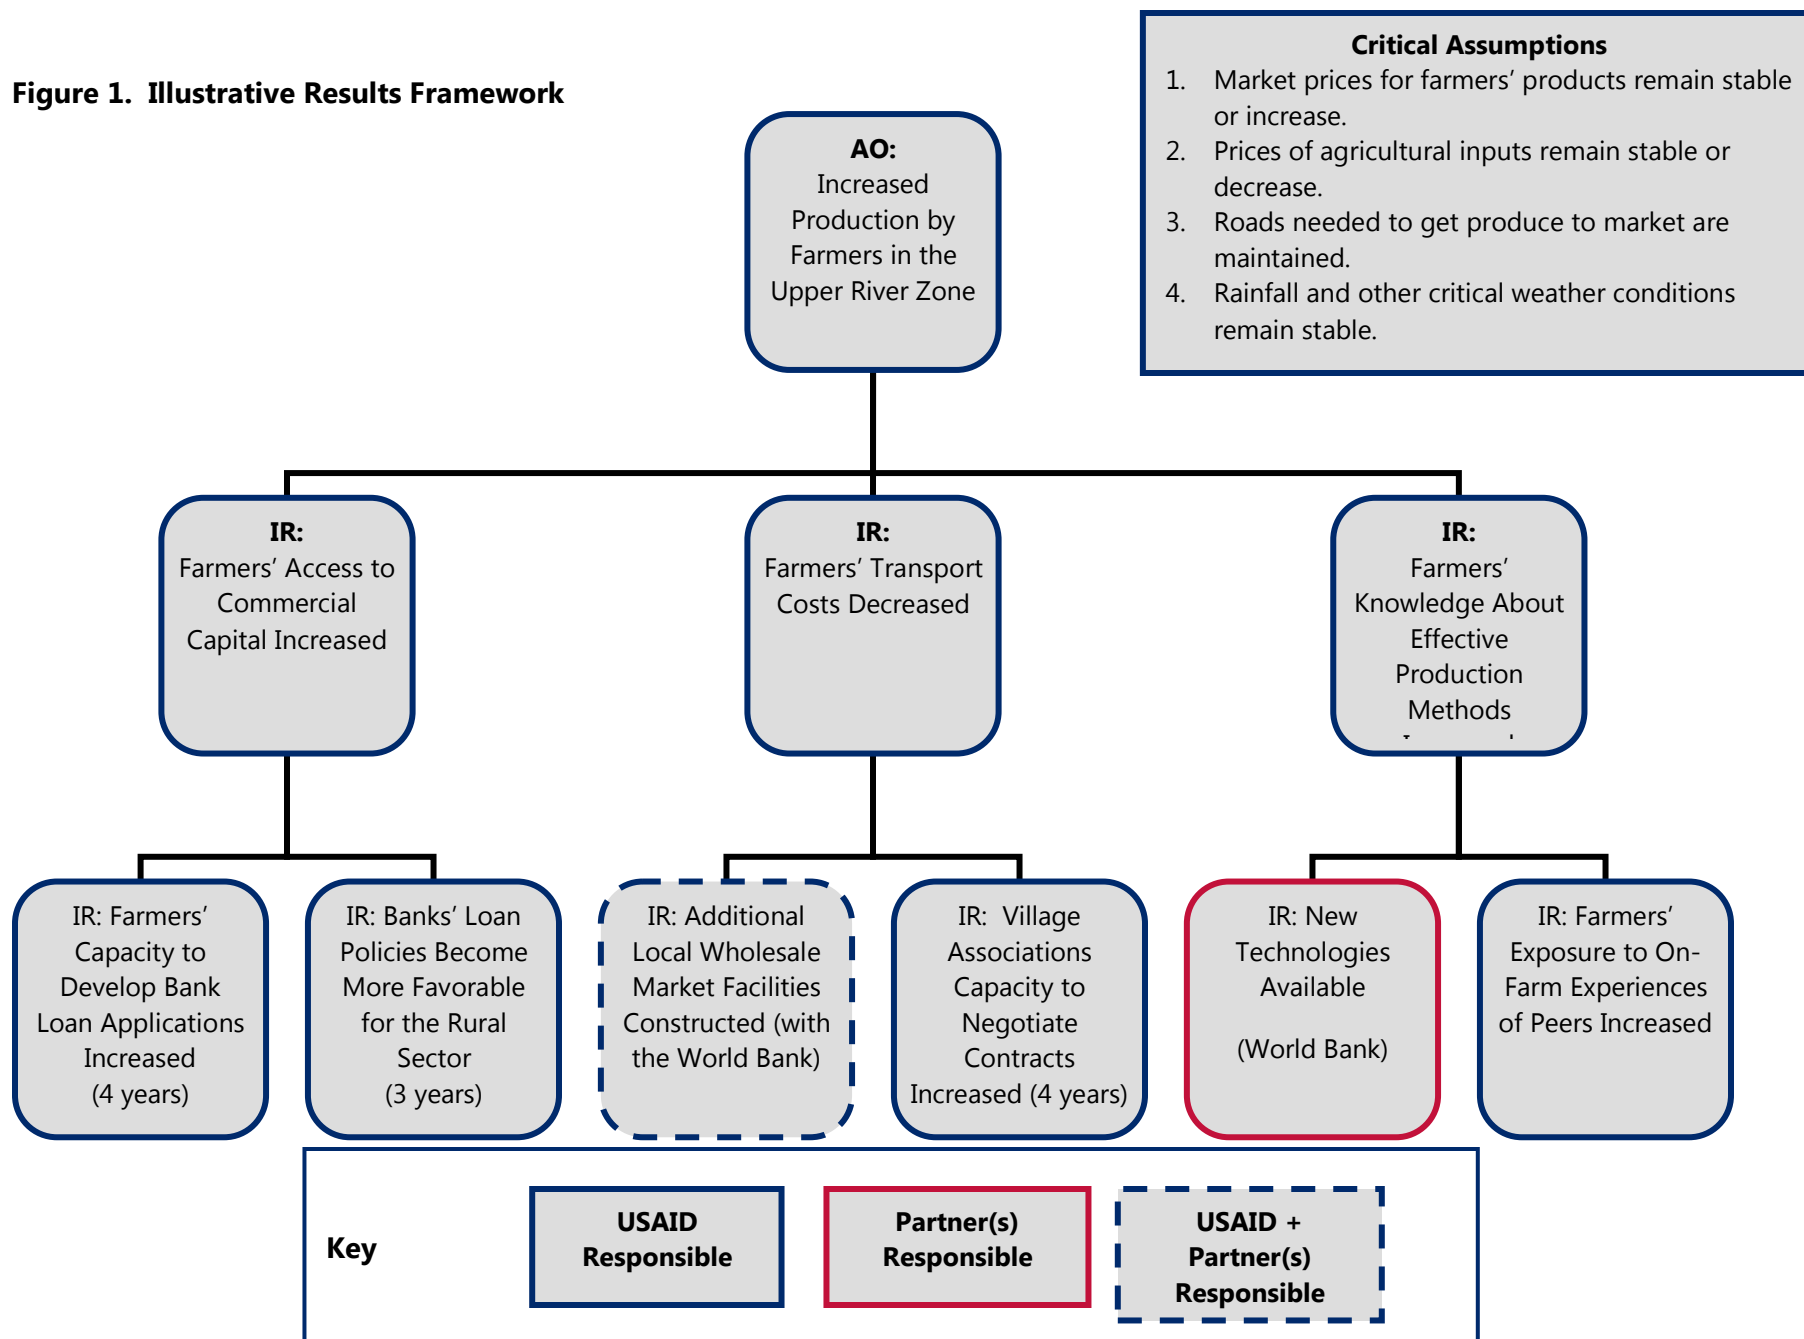 Figure 1. Illustrative Results Framework
Critical Assumptions
1. Market prices for farmers’ products remain stable
or increase.
2. Prices of agricultural inputs remain stable or
decrease.
3. Roads needed to get produce to market are
maintained.
4. Rainfall and other critical weather conditions
remain stable.
AO:
Increased
Production by
Farmers in the
Upper River Zone
IR:
Farmers’ Access to
Commercial
Capital Increased
IR:
Farmers’ Transport
Costs Decreased
IR:
Farmers’
Knowledge About
Effective
Production
Methods
IR: Farmers’
Capacity to
Develop Bank
Loan Applications
Increased
(4 years)
IR: Banks’ Loan
Policies Become
More Favorable
for the Rural
Sector
(3 years)
IR: Additional
Local Wholesale
Market Facilities
Constructed (with
the World Bank)
IR: Village
Associations
Capacity to
Negotiate
Contracts
Increased (4 years)
IR: New
Technologies
Available
(World Bank)
IR: Farmers’
Exposure to On-
Farm Experiences
of Peers Increased
Key
USAID
Responsible
Partner(s)
Responsible
USAID +
Partner(s)
Responsible